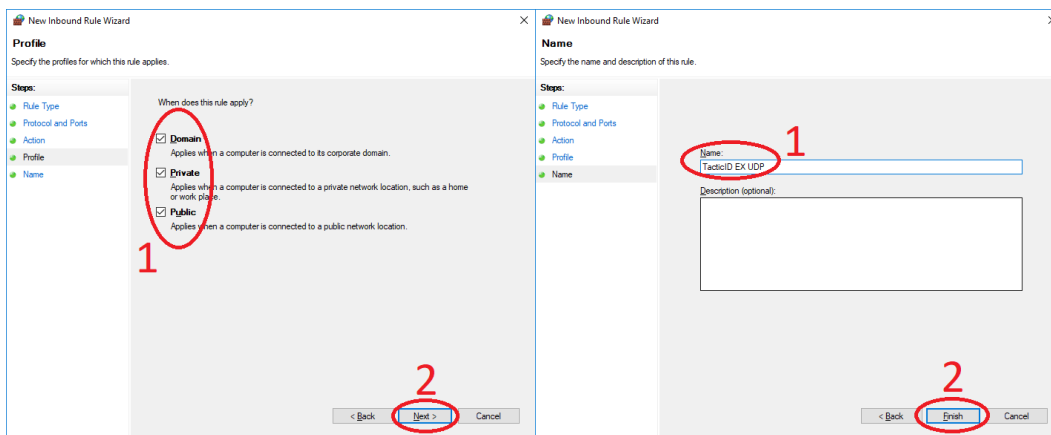 New Inbound Rule Wizard
Profile
Specify the profiles for which this rule applies.
Steps:
Rule Type
Protocol and Ports
Action
Profile
Name
When does this rule apply?
Domain
Applies when a computer is connected to its corporate domain.
Private
Applies when a computer is connected to a private network location, such as a home
or work place.
Public
Applies when a computer is connected to a public network location.
1
2
< Back
Next >
Cancel
New Inbound Rule Wizard
Name
Specify the name and description of this rule.
Steps:
Rule Type
Protocol and Ports
Action
Profile
Name
1
Name:
TacticID EX UDP
Description (optional):
2
< Back
Finish
Cancel